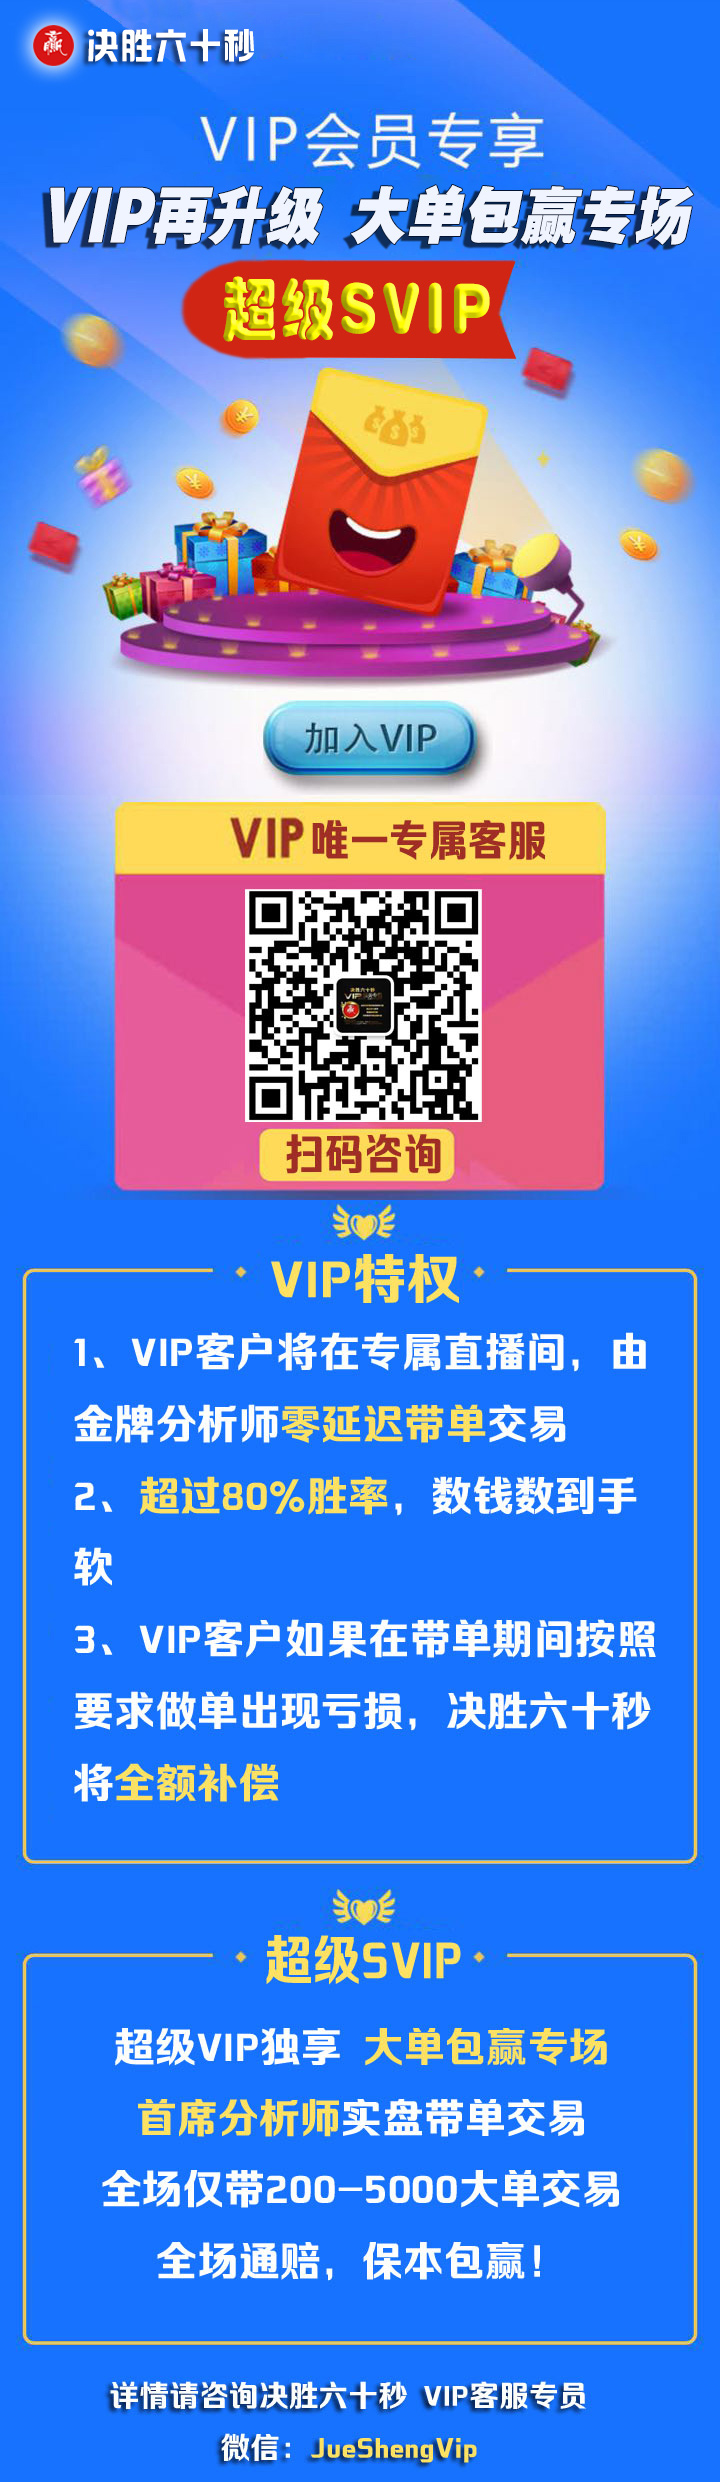 赢 决胜六十秒
VIP会员专享
VIP再升级 大单包赢专场
超级SVIP
加入VIP
VIP唯一专属客服
决胜六十秒
扫码咨询
VIP特权
1、VIP客户将在专属直播间，由
金牌分析师零延迟带单交易
2、超过80%胜率，数钱数到手
软
3、VIP客户如果在带单期间按照
要求做单出现亏损，决胜六十秒
将全额补偿
超级SVIP
超级VIP独享 大单包赢专场
首席分析师实盘带单交易
全场仅带200-5000大单交易
全场通赔，保本包赢！
详情请咨询决胜六十秒 VIP客服专员
微信：JueShengVip